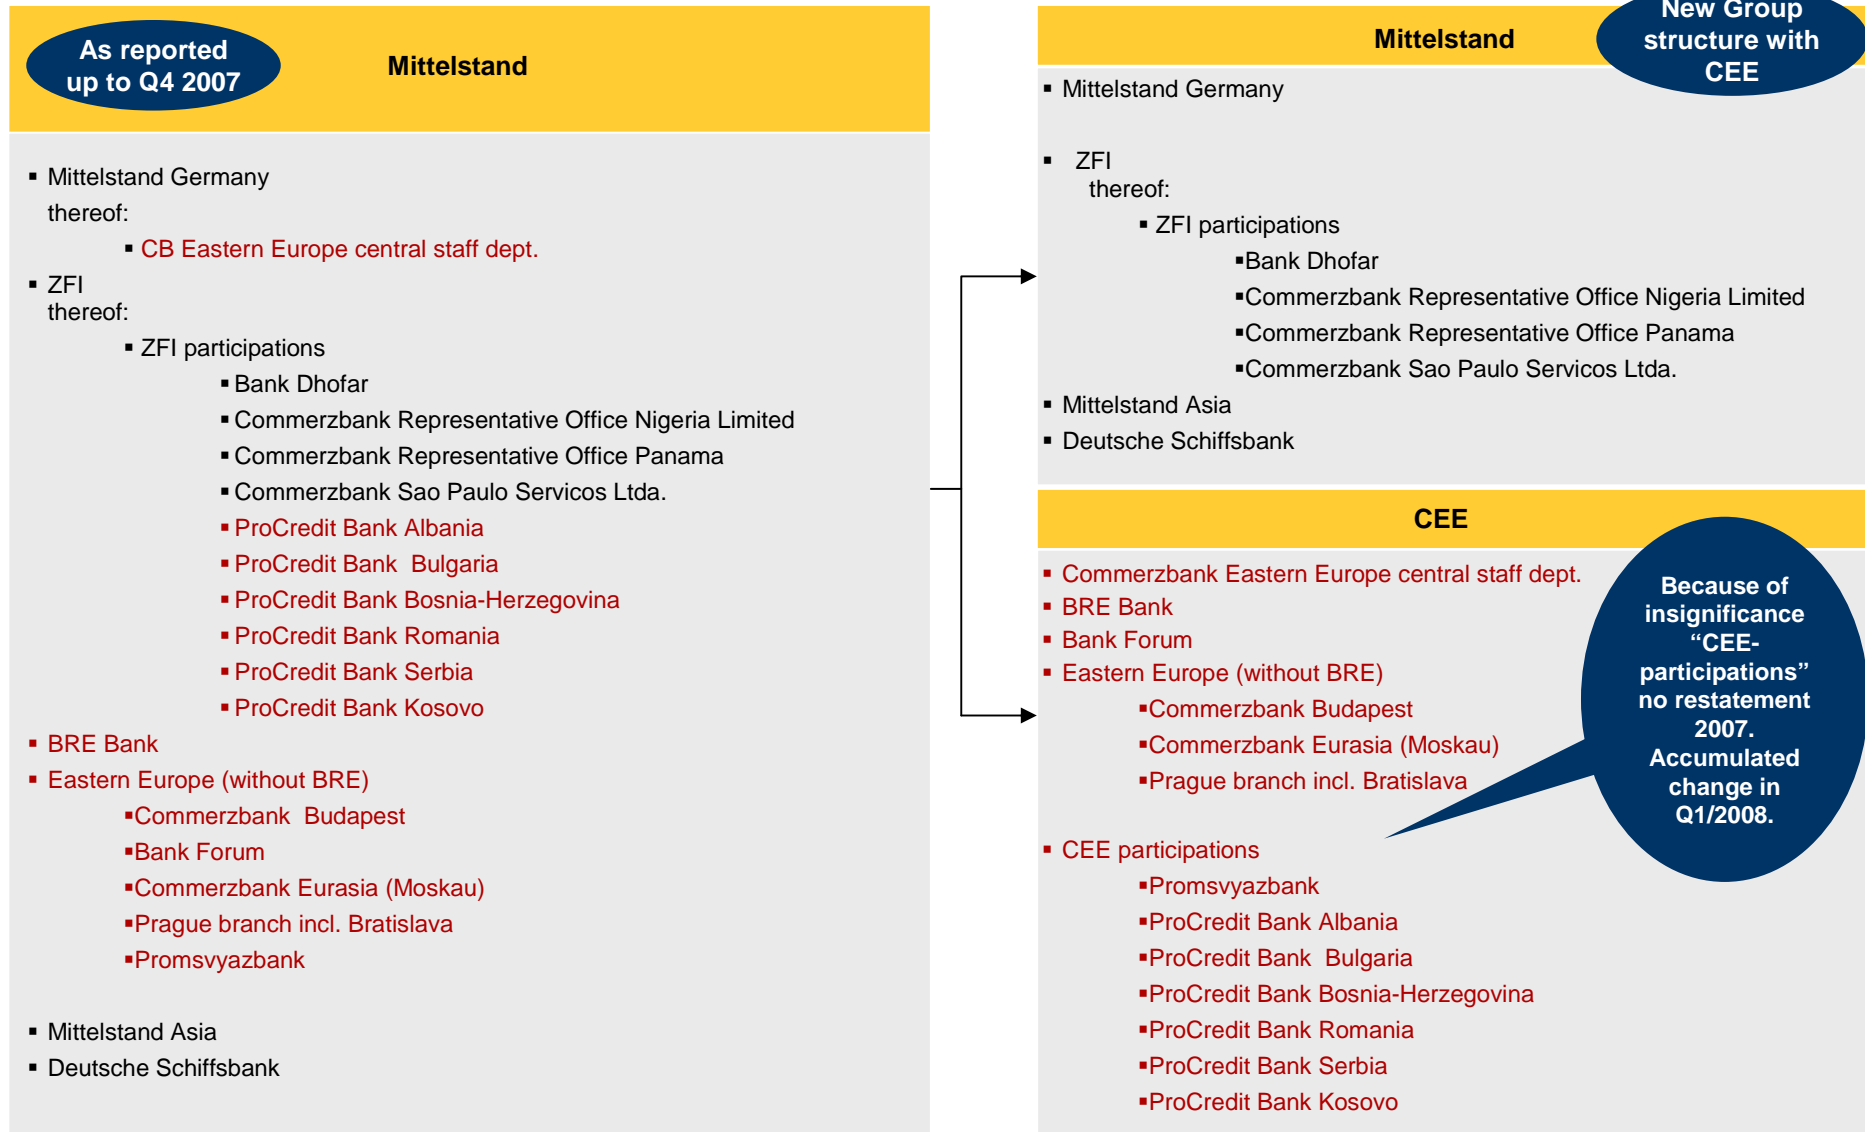 As reported
up to Q4 2007
Mittelstand
▪ Mittelstand Germany
thereof:
▪ CB Eastern Europe central staff dept.
▪ ZFI
thereof:
▪ ZFI participations
▪ Bank Dhofar
▪ Commerzbank Representative Office Nigeria Limited
▪ Commerzbank Representative Office Panama
▪ Commerzbank Sao Paulo Servicos Ltda.
▪ ProCredit Bank Albania
▪ ProCredit Bank Bulgaria
▪ ProCredit Bank Bosnia-Herzegovina
▪ ProCredit Bank Romania
▪ ProCredit Bank Serbia
▪ ProCredit Bank Kosovo
▪ BRE Bank
▪ Eastern Europe (without BRE)
▪Commerzbank Budapest
▪Bank Forum
▪Commerzbank Eurasia (Moskau)
▪Prague branch incl. Bratislava
▪Promsvyazbank
▪ Mittelstand Asia
▪ Deutsche Schiffsbank
Mittelstand
New Group
structure with
CEE
▪ Mittelstand Germany
▪ ZFI
thereof:
▪ ZFI participations
▪Bank Dhofar
▪Commerzbank Representative Office Nigeria Limited
▪Commerzbank Representative Office Panama
▪Commerzbank Sao Paulo Servicos Ltda.
▪ Mittelstand Asia
▪ Deutsche Schiffsbank
CEE
▪ Commerzbank Eastern Europe central staff dept.
▪ BRE Bank
▪ Bank Forum
▪ Eastern Europe (without BRE)
▪Commerzbank Budapest
▪Commerzbank Eurasia (Moskau)
▪Prague branch incl. Bratislava
▪ CEE participations
▪Promsvyazbank
▪ProCredit Bank Albania
▪ProCredit Bank Bulgaria
▪ProCredit Bank Bosnia-Herzegovina
▪ProCredit Bank Romania
▪ProCredit Bank Serbia
▪ProCredit Bank Kosovo
Because of
insignificance
“CEE-
participations”
no restatement
2007.
Accumulated
change in
Q1/2008.